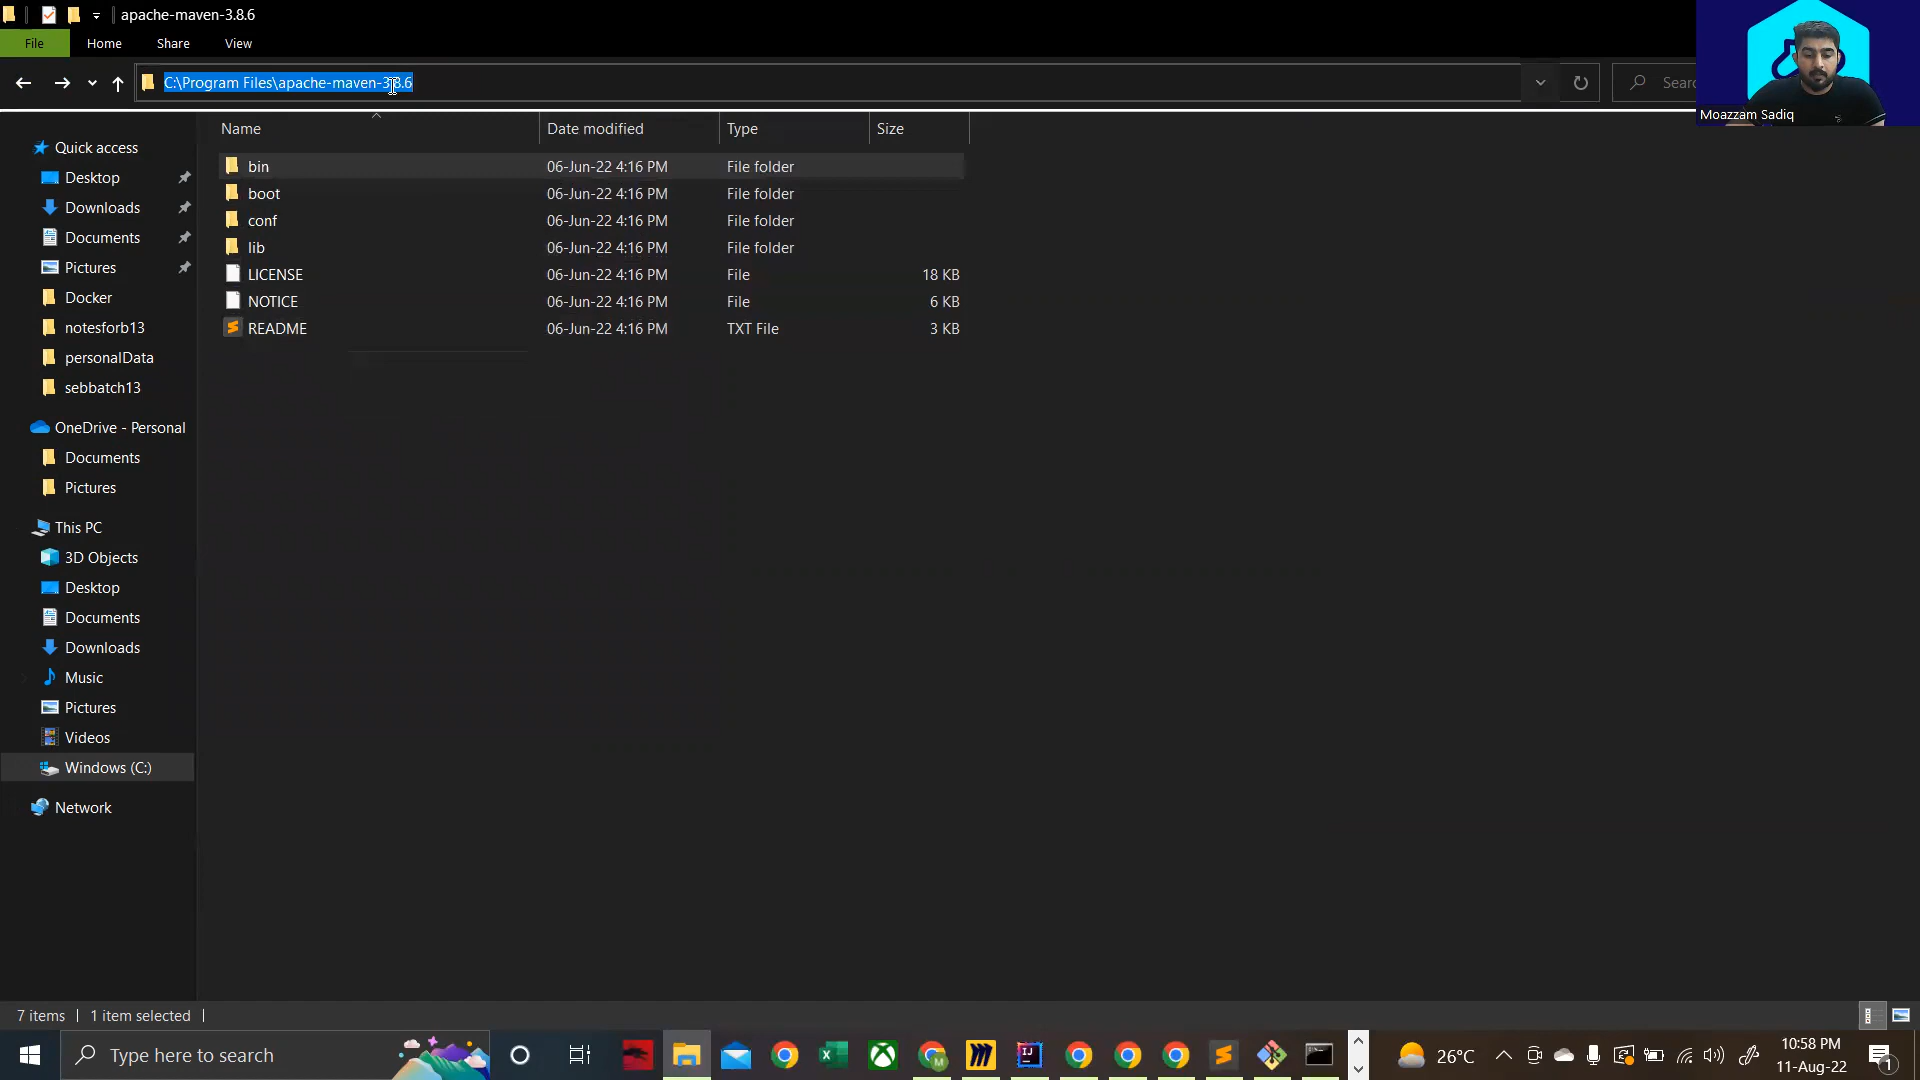 apache-maven-3.8.6
File
Home
Share
View
C:\Program Files\apache-maven-3.8.6
Sear
Moazzam Sadiq
Name
Date modified
Type
Size
bin
06-Jun-22 4:16 PM
File folder
boot
06-Jun-22 4:16 PM
File folder
conf
06-Jun-22 4:16 PM
File folder
lib
06-Jun-22 4:16 PM
File folder
LICENSE
06-Jun-22 4:16 PM
File
18 KB
NOTICE
06-Jun-22 4:16 PM
File
6 KB
README
06-Jun-22 4:16 PM
TXT File
3 KB
Quick access
Desktop
Downloads
Documents
Pictures
Docker
notesforb13
personalData
sebbatch13
OneDrive - Personal
Documents
Pictures
This PC
3D Objects
Desktop
Documents
Downloads
Music
Pictures
Videos
Windows (C:)
Network
7 items
1 item selected
Type here to search
26°C
10:58 PM
11-Aug-22
1